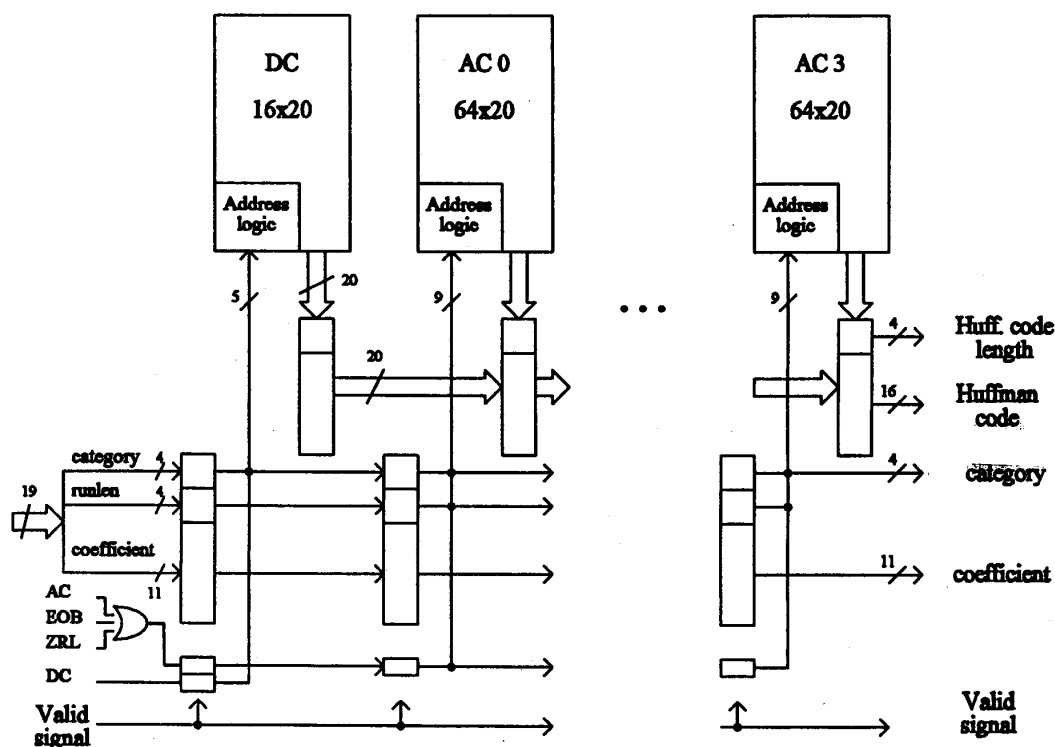 DC
16x20
Address
logic
AC 0
64x20
Address
logic
AC 3
64x20
Address
logic
5
20
9
9
• • •
20
4
Huff. code
length
16
Huffman
code
category
4
runlen
4
19
coefficient
11
4
category
11
coefficient
AC
EOB
ZRL
DC
Valid
signal
Valid
signal